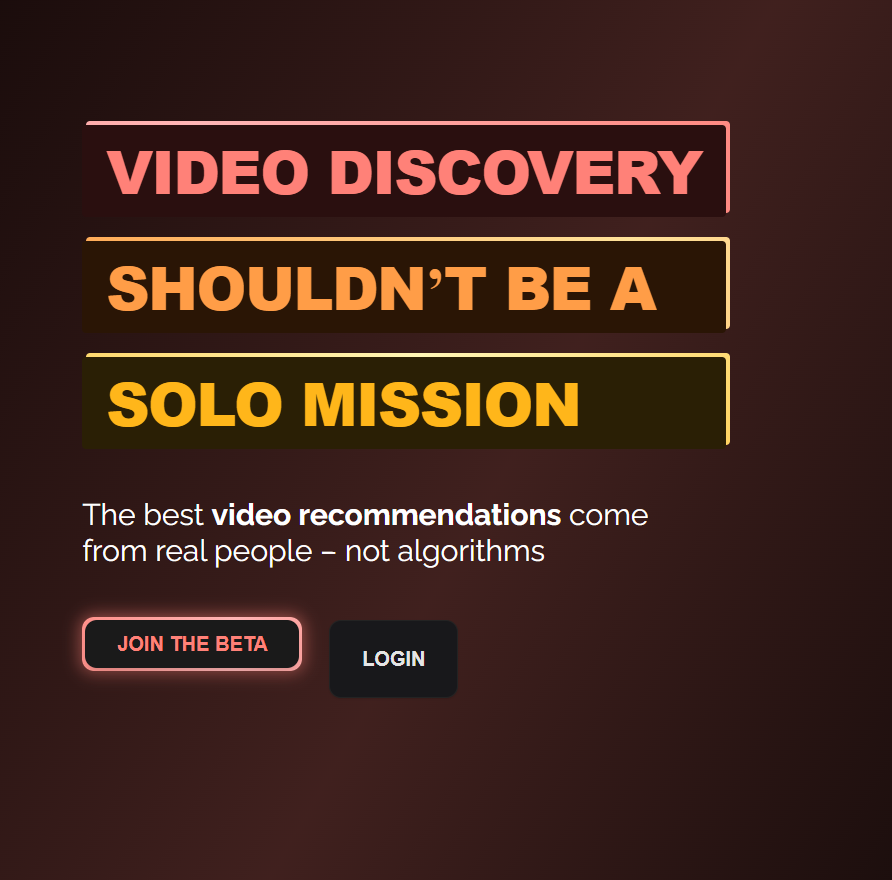 VIDEO DISCOVERY
SHOULDN’T BE A
SOLO MISSION
The best video recommendations come
from real people – not algorithms
JOIN THE BETA
LOGIN